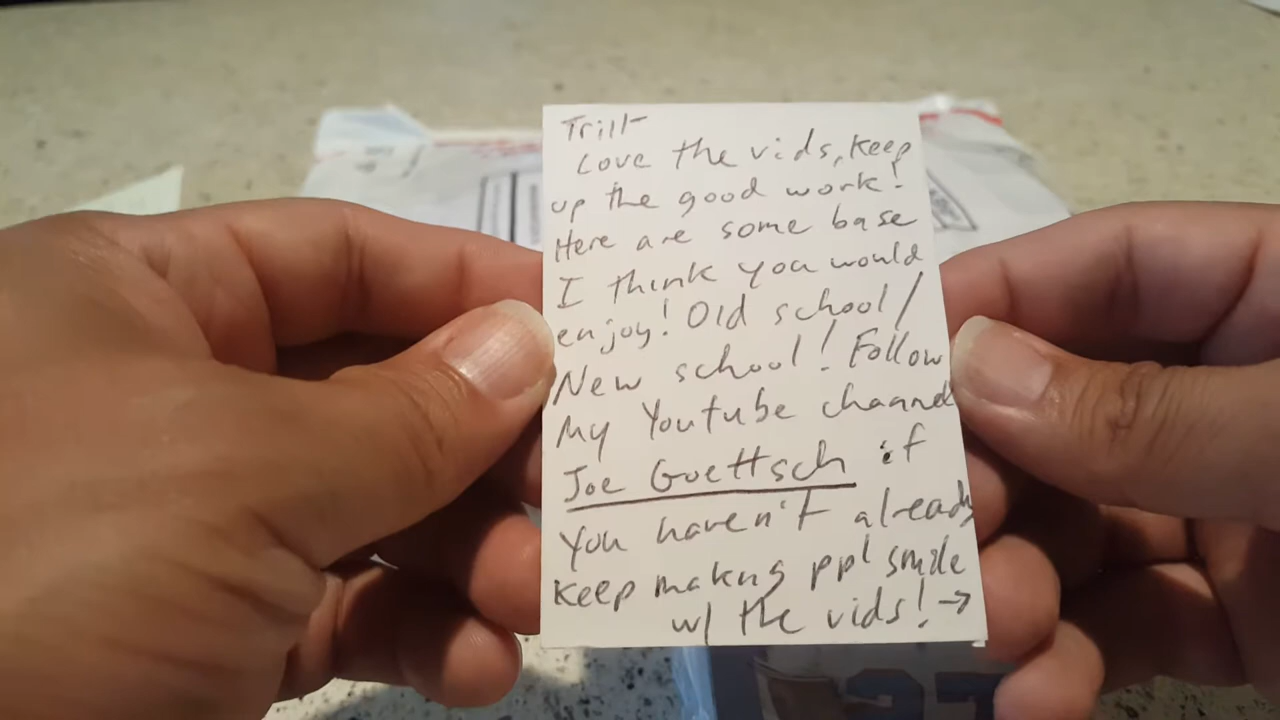 Trill-
Love the vids, keep
up the good work!
Here are some base
I think you would
enjoy! Old school/
New school! Follow
My Youtube channel
Joe Goettsch if
you haven't already
Keep makng ppl smile
w/ the vids! →